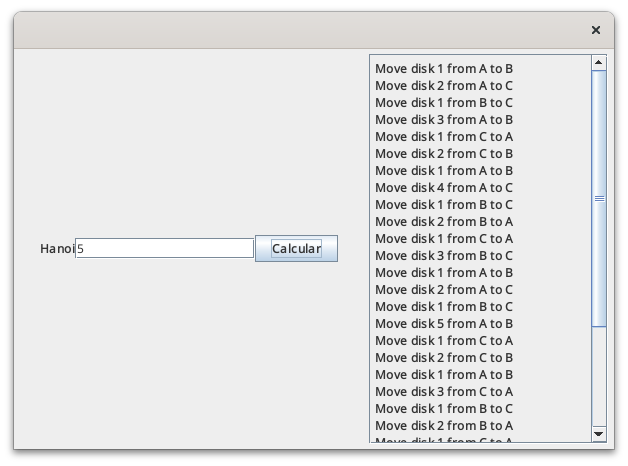 Hanoi 5 Calcular
Move disk 1 from A to B
Move disk 2 from A to C
Move disk 1 from B to C
Move disk 3 from A to B
Move disk 1 from C to A
Move disk 2 from C to B
Move disk 1 from A to B
Move disk 4 from A to C
Move disk 1 from B to C
Move disk 2 from B to A
Move disk 1 from C to A
Move disk 3 from B to C
Move disk 1 from A to B
Move disk 2 from A to C
Move disk 1 from B to C
Move disk 5 from A to B
Move disk 1 from C to A
Move disk 2 from C to B
Move disk 1 from A to B
Move disk 3 from C to A
Move disk 1 from B to C
Move disk 2 from B to A
Move disk 1 from C to A